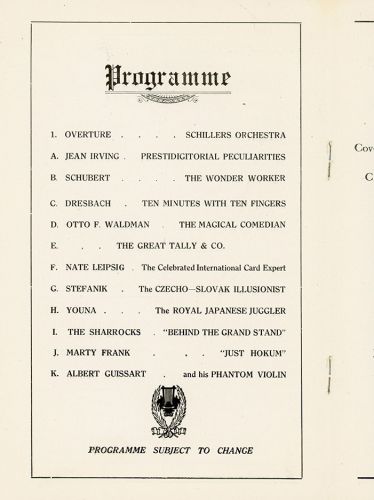 Programme
1. OVERTURE . . . . SCHILLERS ORCHESTRA
A. JEAN IRVING . PRESTIDIGITORIAL PECULIARITIES
B. SCHUBERT . . . . THE WONDER WORKER
C. DRESBACH . TEN MINUTES WITH TEN FINGERS
D. OTTO F. WALDMAN . THE MAGICAL COMEDIAN
E. . . THE GREAT TALLY & CO.
F. NATE LEIPSIG . The Celebrated International Card Expert
G. STEFANIK . The CZECHO—SLOVAK ILLUSIONIST
H. YOUNA . . . The ROYAL JAPANESE JUGGLER
I. THE SHARROCKS . "BEHIND THE GRAND STAND"
J. MARTY FRANK . . . "JUST HOKUM"
K. ALBERT GUISSART . and his PHANTOM VIOLIN
PROGRAMME SUBJECT TO CHANGE